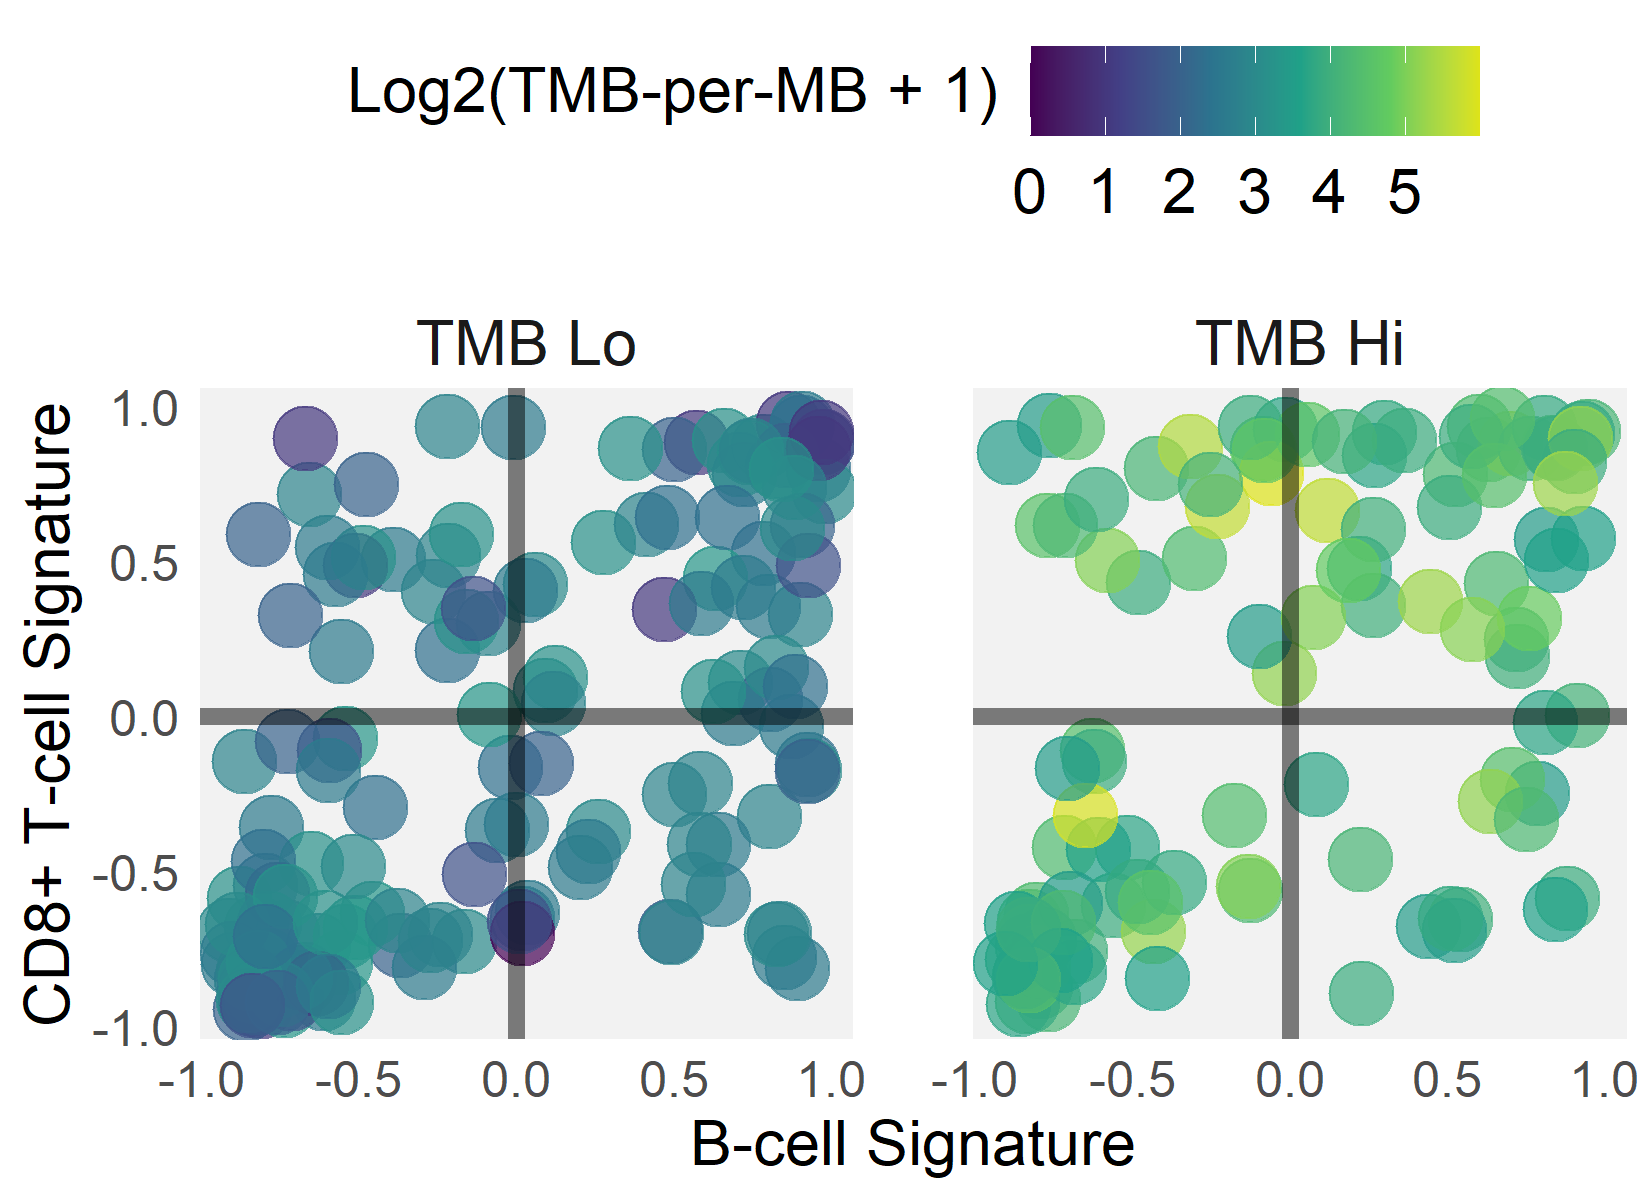 Log2(TMB-per-MB + 1)
0 1 2 3 4 5
TMB Lo
TMB Hi
CD8+ T-cell Signature
1.0
0.5
0.0
-0.5
-1.0
-1.0 -0.5 0.0 0.5 1.0
-1.0 -0.5 0.0 0.5 1.0
B-cell Signature